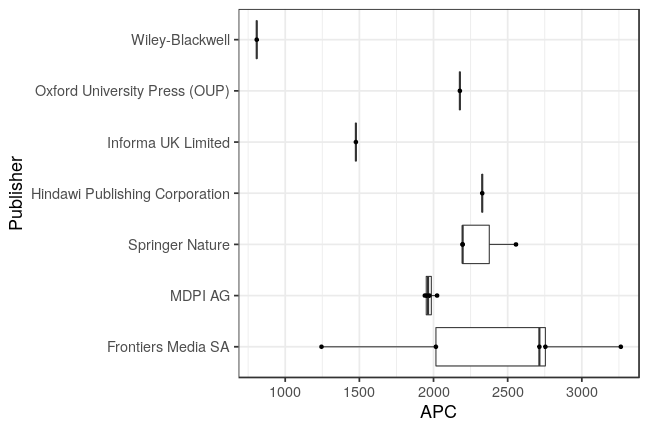 Publisher
Wiley-Blackwell
Oxford University Press (OUP)
Informa UK Limited
Hindawi Publishing Corporation
Springer Nature
MDPI AG
Frontiers Media SA
1000 1500 2000 2500 3000
APC